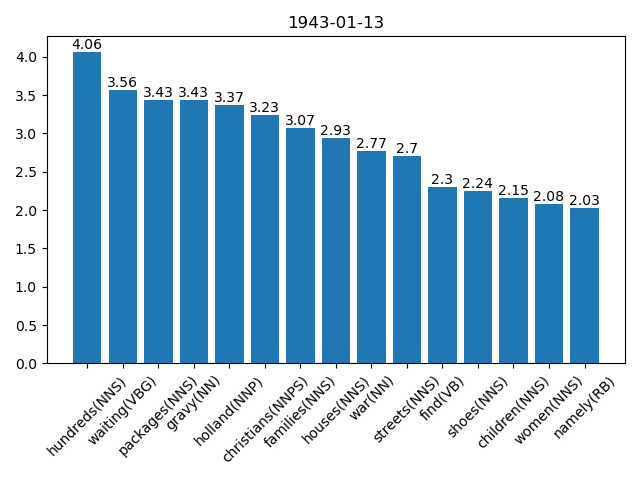 1943-01-13
4.06
3.56
3.43
3.43
3.37
3.23
3.07
2.93
2.77
2.7
2.3
2.24
2.15
2.08
2.03
4.0
3.5
3.0
2.5
2.0
1.5
1.0
0.5
0.0
hundreds(NNS)
waiting(VBG)
packages(NNS)
gravy(NN)
holland(NNP)
christians(NNPS)
families(NNS)
houses(NNS)
war(NN)
streets(NNS)
find(VB)
shoes(NNS)
children(NNS)
women(NNS)
namely(RB)